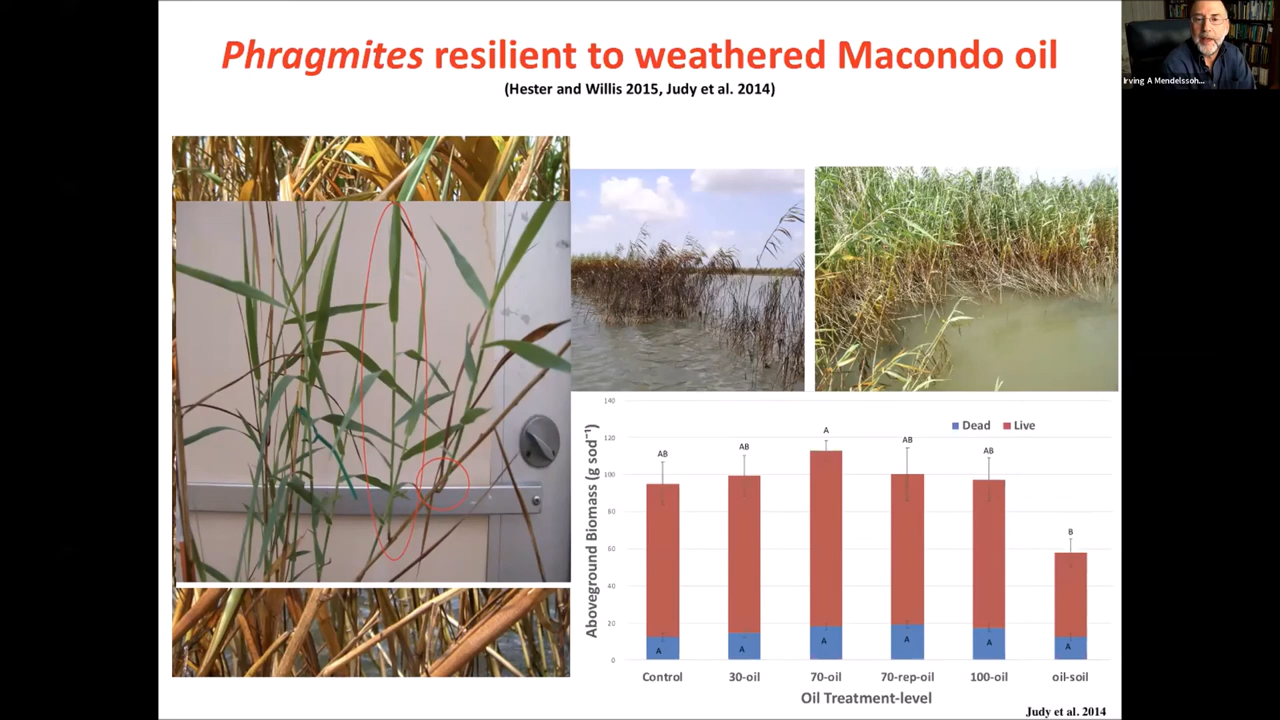 Phragmites resilient to weathered Macondo oil
(Hester and Willis 2015, Judy et al. 2014)
Irving A Mendelssoh...
140
120
100
80
60
40
20
0
Aboveground Biomass (g sod⁻¹)
Dead Live
AB
AB
A
AB
AB
B
A
A
A
A
A
A
Control 30-oil 70-oil 70-rep-oil 100-oil oil-soil
Oil Treatment-level
Judy et al. 2014